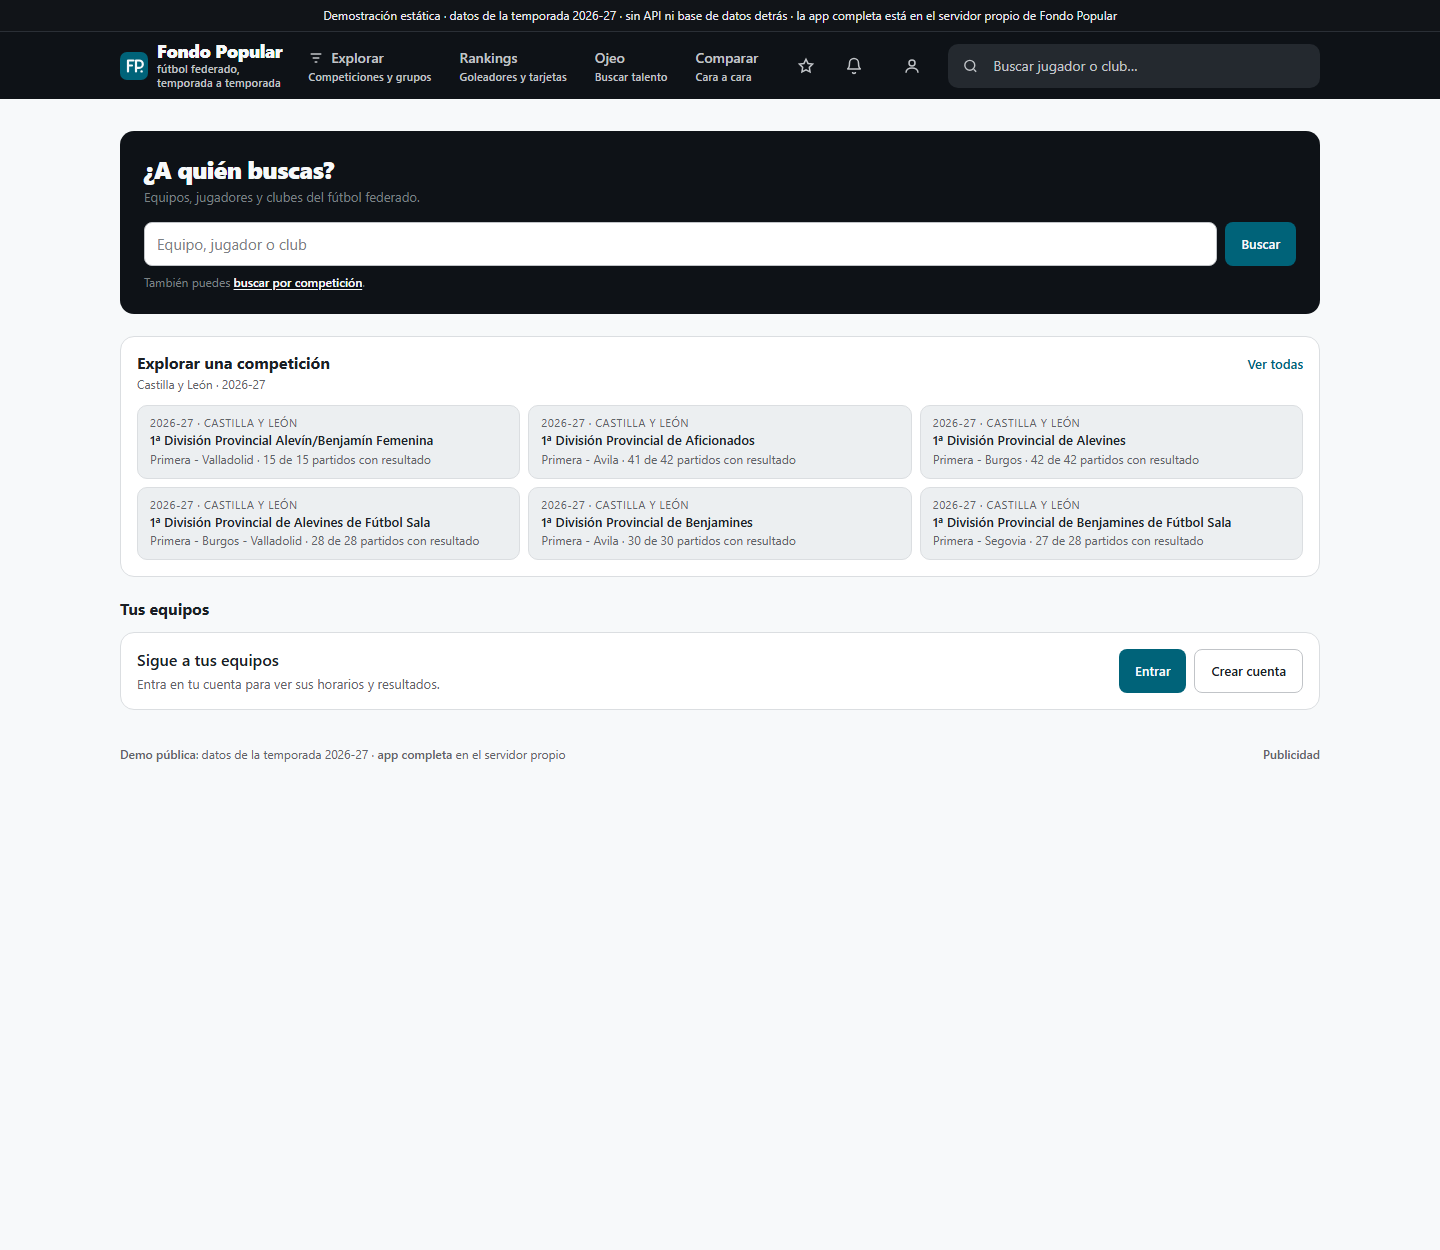 Demostración estática · datos de la temporada 2026-27 · sin API ni base de datos detrás · la app completa está en el servidor propio de Fondo Popular
FP.
Fondo Popular
fútbol federado,
temporada a temporada
Explorar
Competiciones y grupos
Rankings
Goleadores y tarjetas
Ojeo
Buscar talento
Comparar
Cara a cara
Buscar jugador o club...
¿A quién buscas?
Equipos, jugadores y clubes del fútbol federado.
Equipo, jugador o club
Buscar
También puedes buscar por competición.
Explorar una competición
Ver todas
Castilla y León · 2026-27
2026-27 · CASTILLA Y LEÓN
1ª División Provincial Alevín/Benjamín Femenina
Primera - Valladolid · 15 de 15 partidos con resultado
2026-27 · CASTILLA Y LEÓN
1ª División Provincial de Aficionados
Primera - Avila · 41 de 42 partidos con resultado
2026-27 · CASTILLA Y LEÓN
1ª División Provincial de Alevines
Primera - Burgos · 42 de 42 partidos con resultado
2026-27 · CASTILLA Y LEÓN
1ª División Provincial de Alevines de Fútbol Sala
Primera - Burgos - Valladolid · 28 de 28 partidos con resultado
2026-27 · CASTILLA Y LEÓN
1ª División Provincial de Benjamines
Primera - Avila · 30 de 30 partidos con resultado
2026-27 · CASTILLA Y LEÓN
1ª División Provincial de Benjamines de Fútbol Sala
Primera - Segovia · 27 de 28 partidos con resultado
Tus equipos
Sigue a tus equipos
Entra en tu cuenta para ver sus horarios y resultados.
Entrar
Crear cuenta
Demo pública: datos de la temporada 2026-27 · app completa en el servidor propio
Publicidad